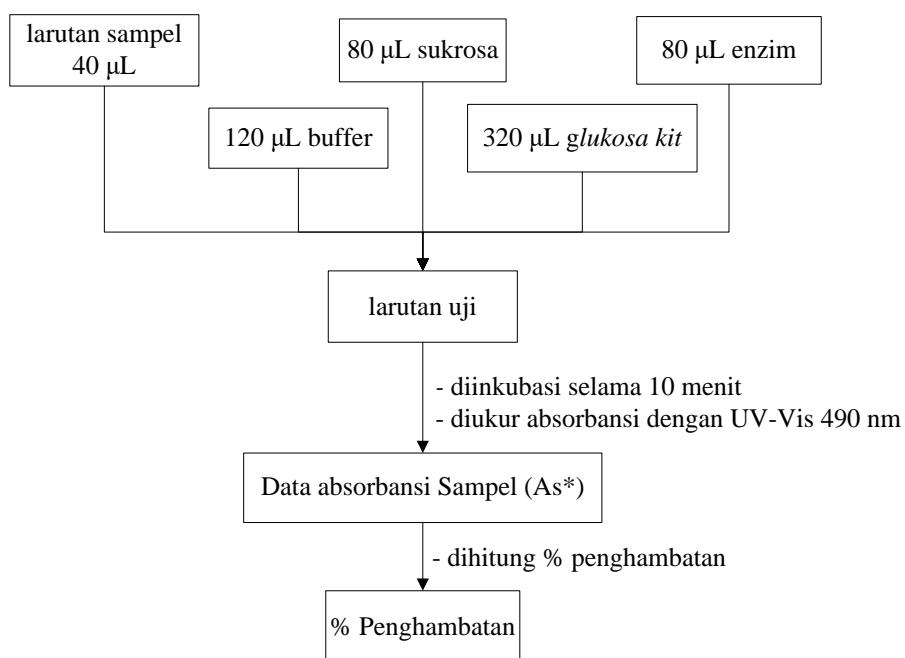 larutan sampel
40 μL
80 μL sukrosa
80 μL enzim
120 μL buffer
320 μL glukosa kit
larutan uji
- diinkubasi selama 10 menit
- diukur absorbansi dengan UV-Vis 490 nm
Data absorbansi Sampel (As*)
- dihitung % penghambatan
% Penghambatan